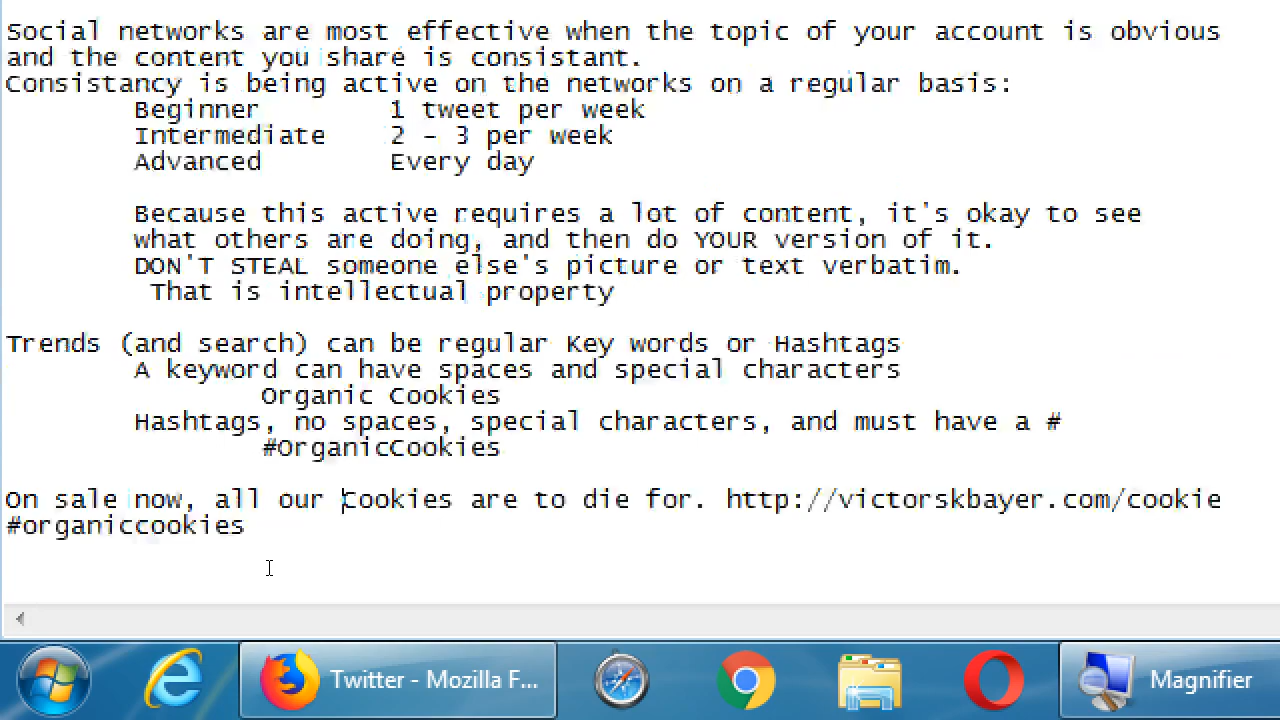 Social networks are most effective when the topic of your account is obvious
and the content you share is consistant.
Consistancy is being active on the networks on a regular basis:
Beginner 1 tweet per week
Intermediate 2 - 3 per week
Advanced Every day
Because this active requires a lot of content, it's okay to see
what others are doing, and then do YOUR version of it.
DON'T STEAL someone else's picture or text verbatim.
That is intellectual property
Trends (and search) can be regular Key words or Hashtags
A keyword can have spaces and special characters
Organic Cookies
Hashtags, no spaces, special characters, and must have a #
#OrganicCookies
On sale now, all our Cookies are to die for. http://victorskbayer.com/cookie
#organiccookies
Twitter - Mozilla F...
Magnifier